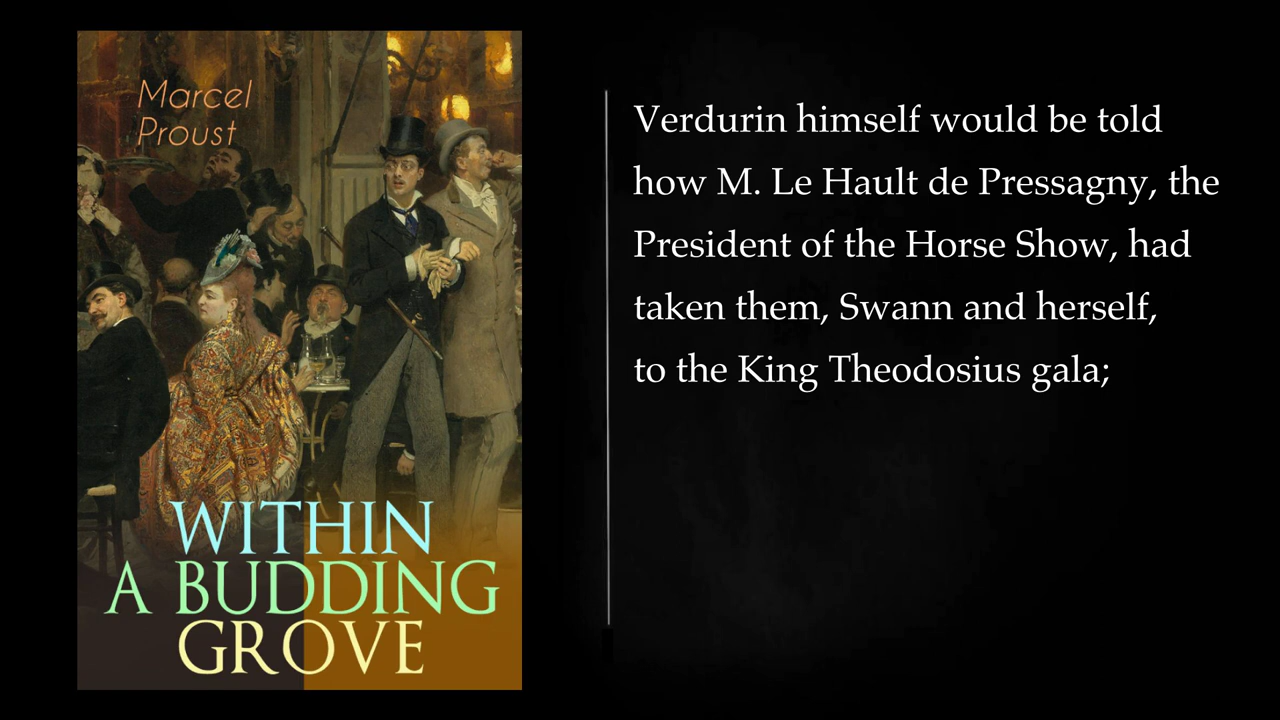 Marcel
Proust
WITHIN
A BUDDING
GROVE
Verdurin himself would be told
how M. Le Hault de Pressagny, the
President of the Horse Show, had
taken them, Swann and herself,
to the King Theodosius gala;